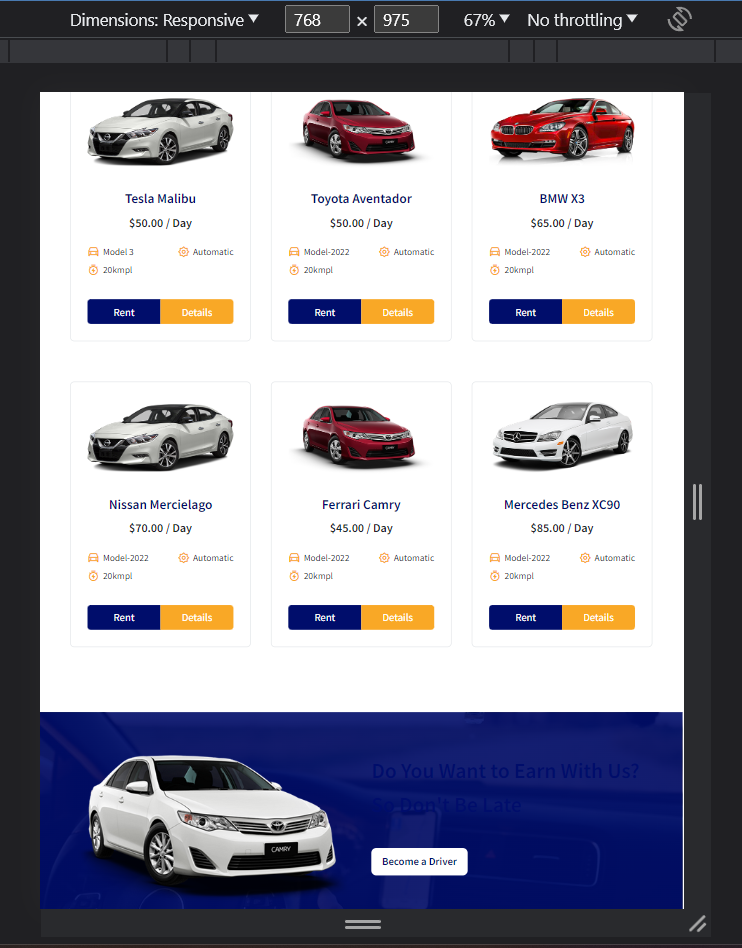 Dimensions: Responsive 768 × 975 67% No throttling
Tesla Malibu Toyota Aventador BMW X3
$50.00 / Day $50.00 / Day $65.00 / Day
Model 3 Automatic Model-2022 Automatic Model-2022 Automatic
20kmpl 20kmpl 20kmpl
Rent Details Rent Details Rent Details
Nissan Mercielago Ferrari Camry Mercedes Benz XC90
$70.00 / Day $45.00 / Day $85.00 / Day
Model-2022 Automatic Model-2022 Automatic Model-2022 Automatic
20kmpl 20kmpl 20kmpl
Rent Details Rent Details Rent Details
Do You Want to Earn With Us?
So Don't Be Late
CAMRY
Become a Driver